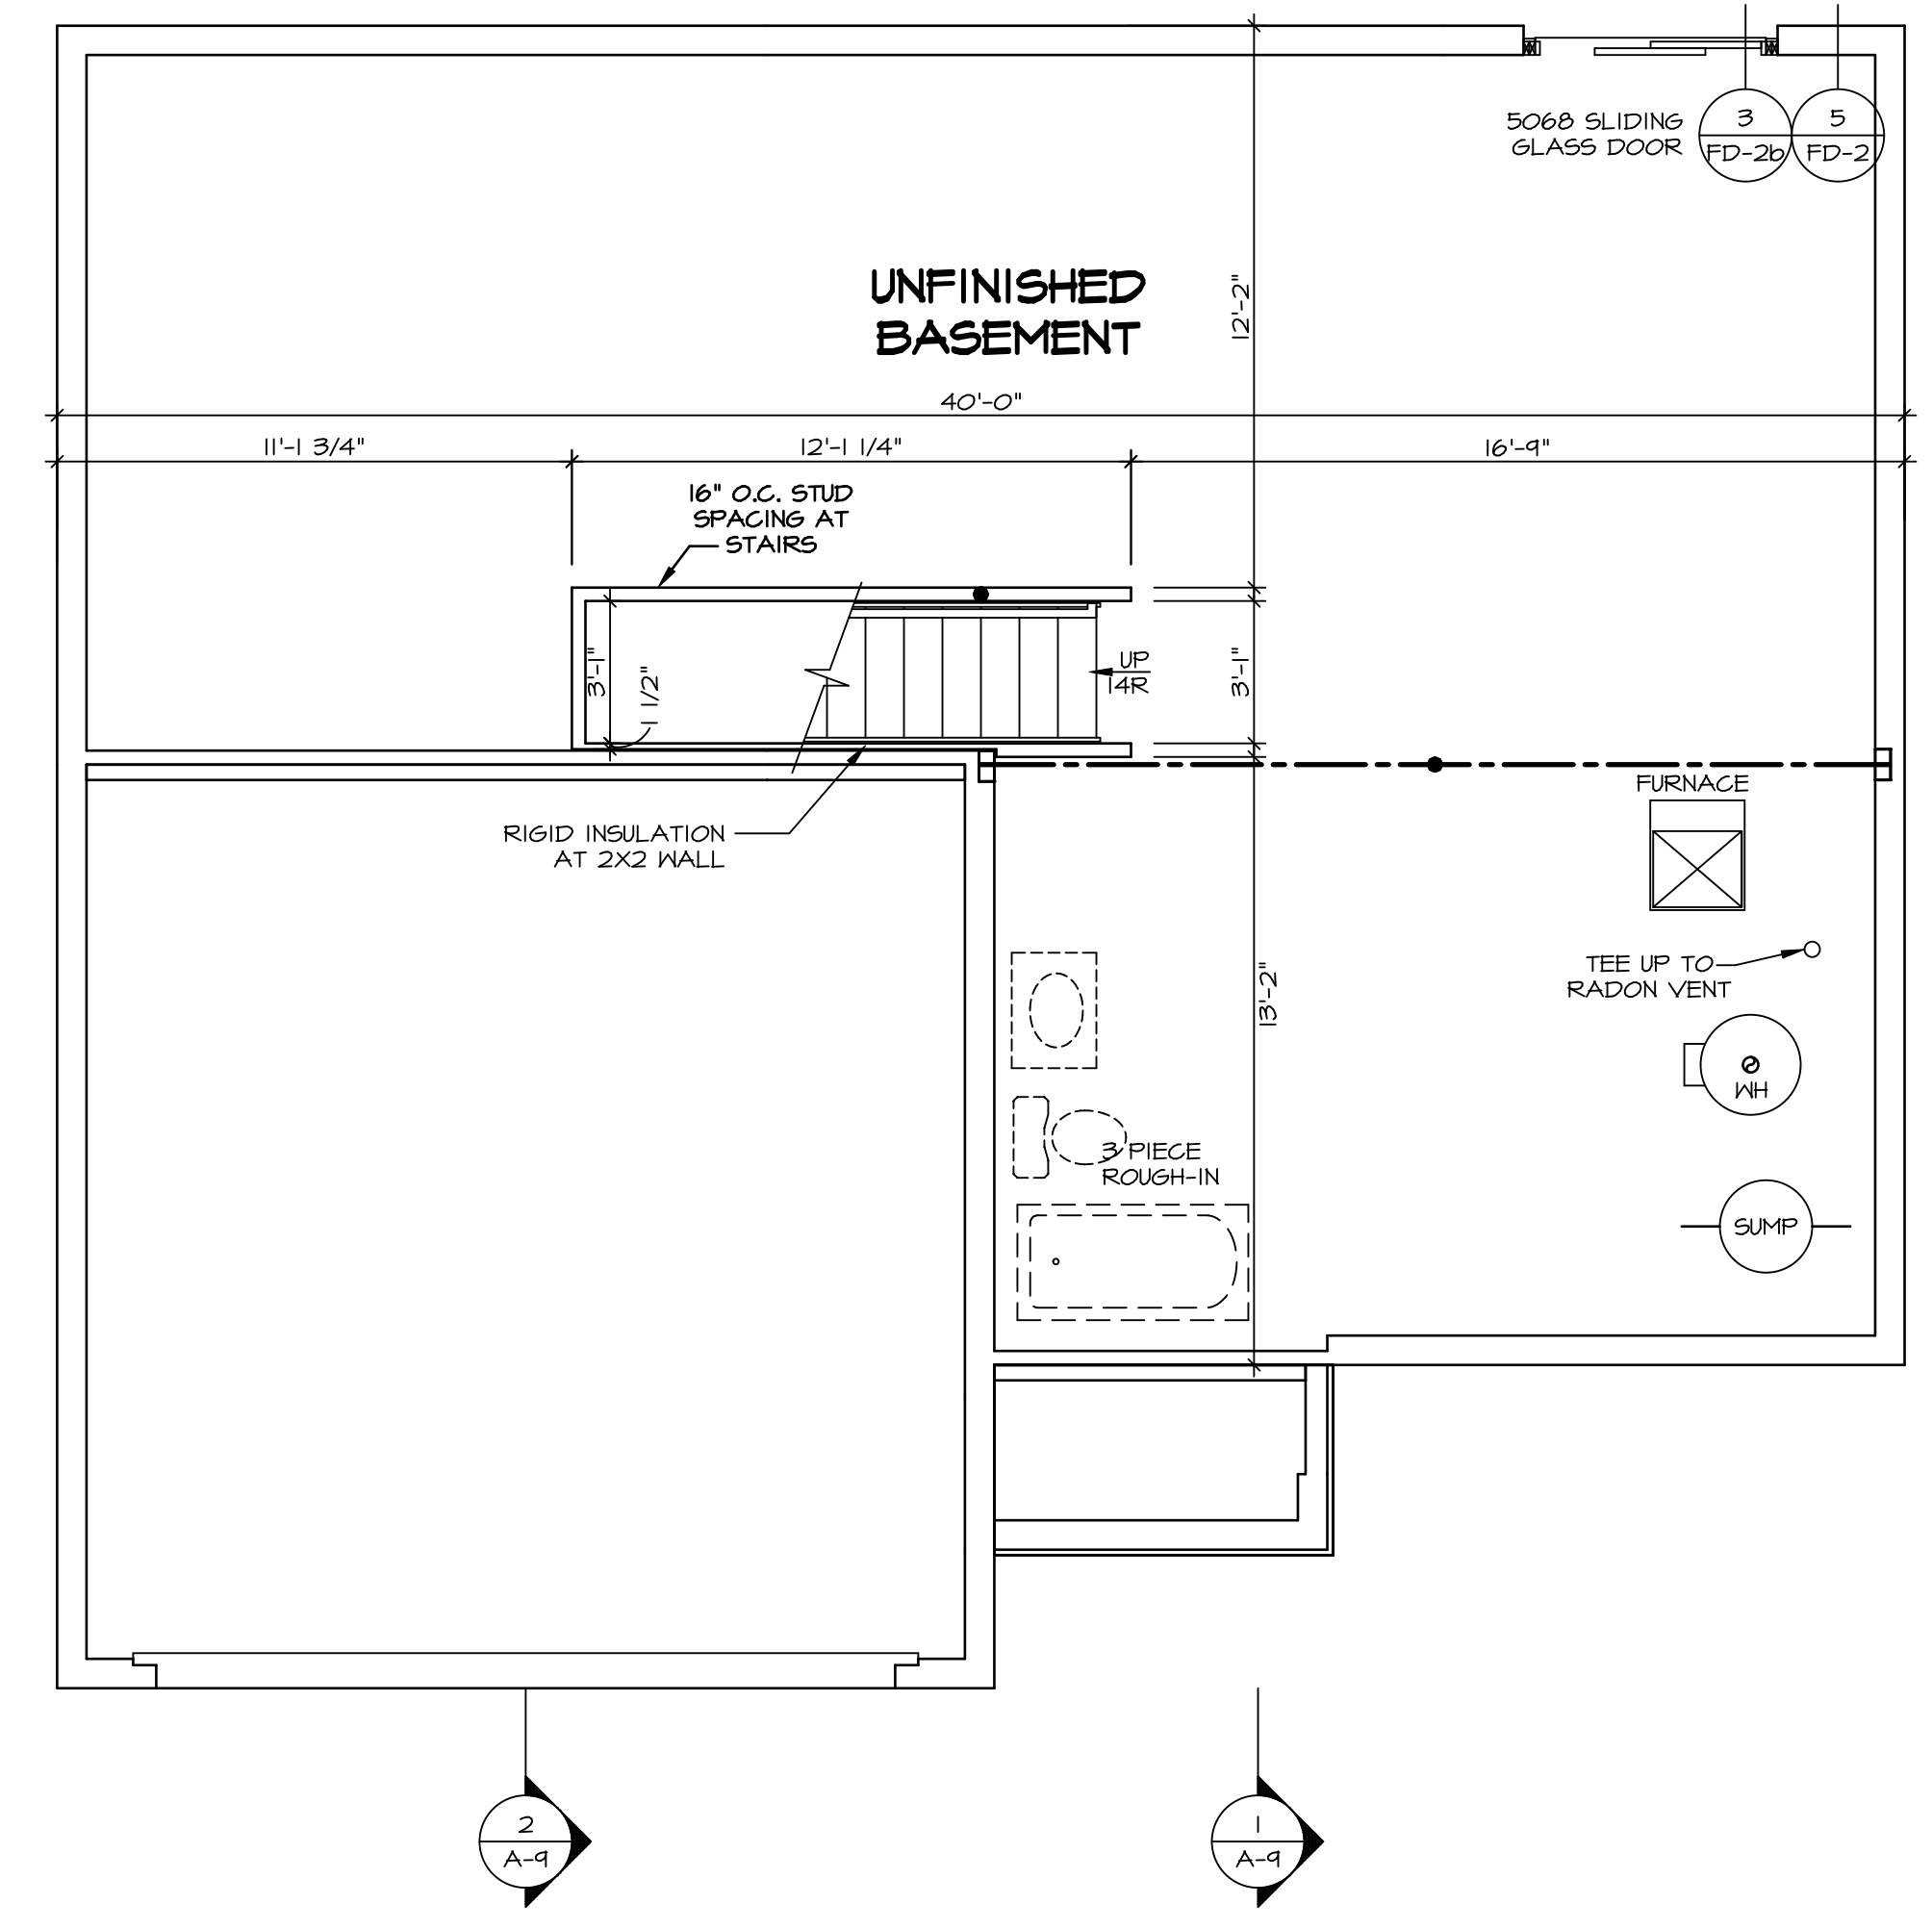 5068 SLIDING
GLASS DOOR
3
FD-2b
5
FD-2
UNFINISHED
BASEMENT
12'-2"
40'-0"
11'-1 3/4"
12'-1 1/4"
16'-9"
16" O.C. STUD
SPACING AT
STAIRS
3'-1"
1 1/2"
UP
14R
3'-1"
FURNACE
RIGID INSULATION
AT 2X2 WALL
TEE UP TO
RADON VENT
13'-2"
WH
3 PIECE
ROUGH-IN
SUMP
2
A-9
1
A-9